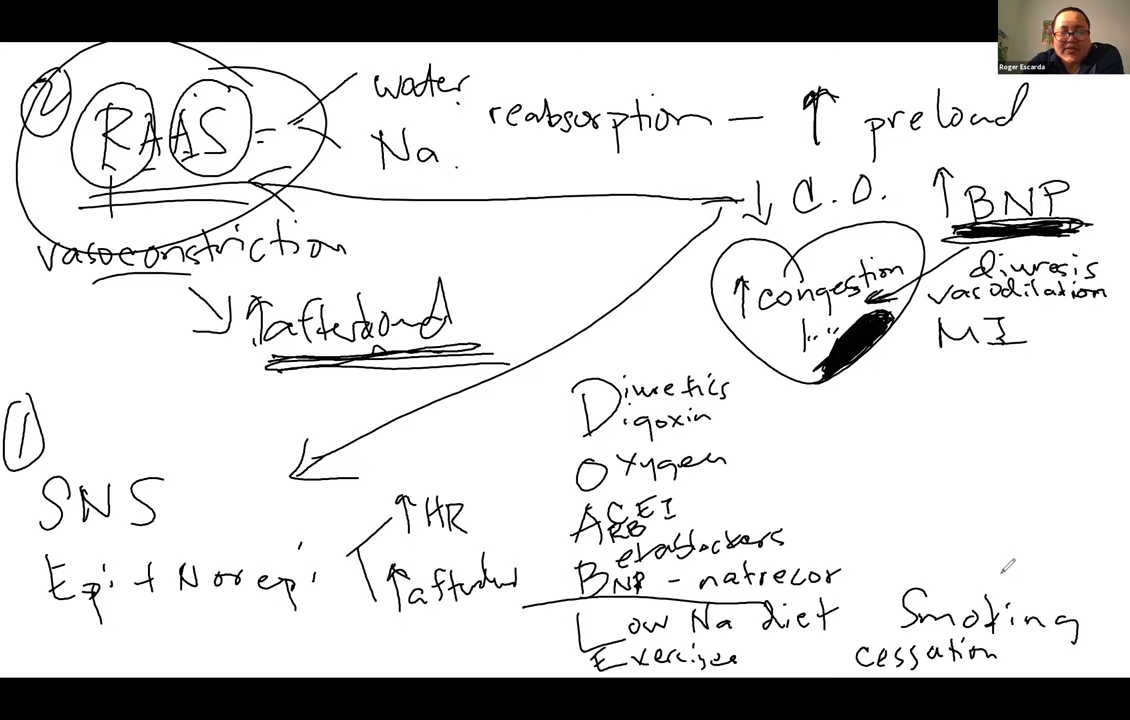 Roger Escarda
2
RAAS =
water
Na
reabsorption — ↑ preload
↓ C.O.
↑ BNP
vasoconstriction
↑ afterload
↑ congestion
diuresis
vasodilation
MI
1
SNS
Epi + Norepi
↑ HR
↑ afterload
Diuretics
Digoxin
Oxygen
ACEI
ARB
Betablockers
BNP - natrecor
Low Na diet
Exercise
Smoking
cessation